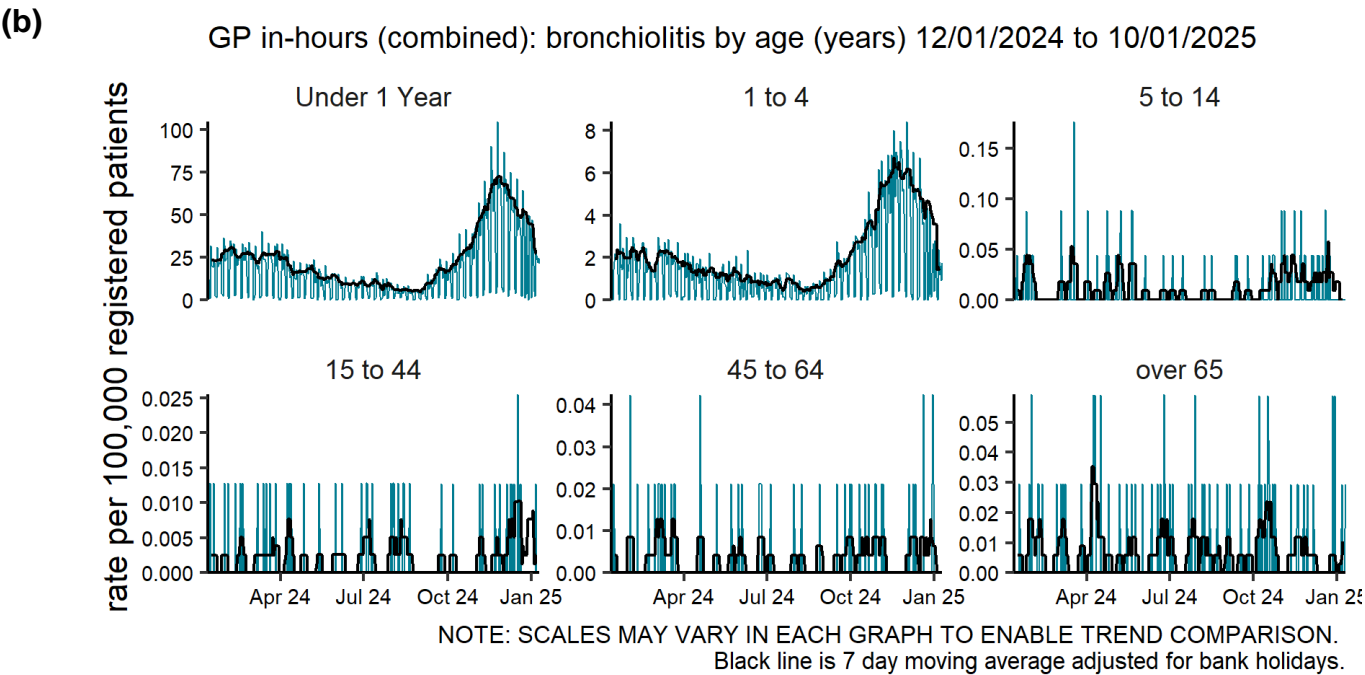 (b)
GP in-hours (combined): bronchiolitis by age (years) 12/01/2024 to 10/01/2025
rate per 100,000 registered patients
Under 1 Year
100
75
50
25
0
1 to 4
8
6
4
2
0
5 to 14
0.15
0.10
0.05
0.00
15 to 44
0.025
0.020
0.015
0.010
0.005
0.000
Apr 24 Jul 24 Oct 24 Jan 25
45 to 64
0.04
0.03
0.02
0.01
0.00
Apr 24 Jul 24 Oct 24 Jan 25
over 65
0.05
0.04
0.03
0.02
0.01
0.00
Apr 24 Jul 24 Oct 24 Jan 25
NOTE: SCALES MAY VARY IN EACH GRAPH TO ENABLE TREND COMPARISON.
Black line is 7 day moving average adjusted for bank holidays.